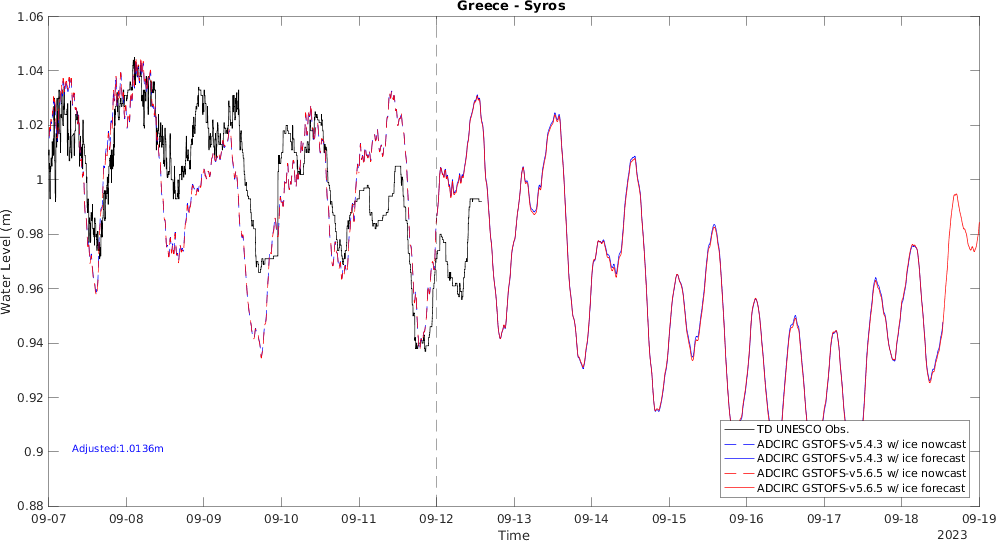 Greece - Syros
1.06
1.04
1.02
1
0.98
0.96
0.94
0.92
0.9
0.88
Water Level (m)
Adjusted:1.0136m
TD UNESCO Obs.
ADCIRC GSTOFS-v5.4.3 w/ ice nowcast
ADCIRC GSTOFS-v5.4.3 w/ ice forecast
ADCIRC GSTOFS-v5.6.5 w/ ice nowcast
ADCIRC GSTOFS-v5.6.5 w/ ice forecast
09-07 09-08 09-09 09-10 09-11 09-12 09-13 09-14 09-15 09-16 09-17 09-18 09-19
Time
2023